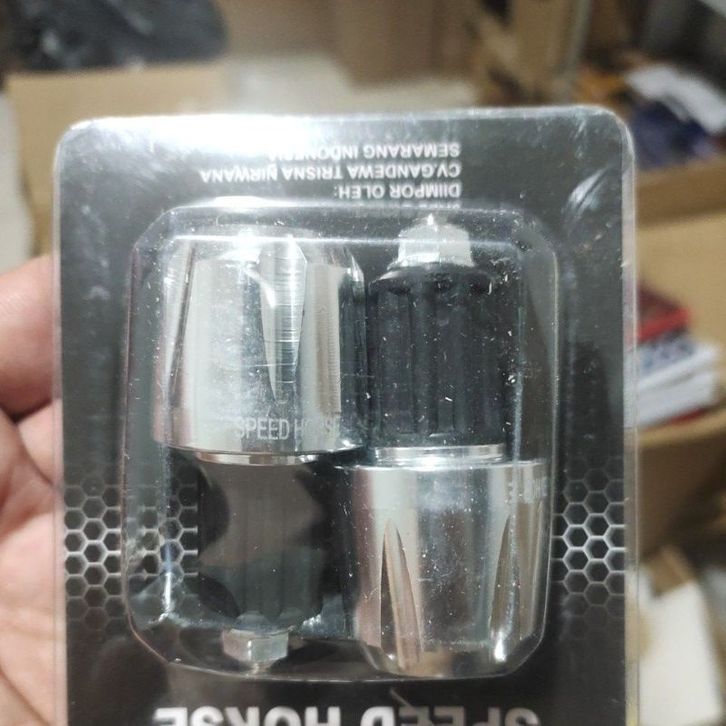 DIIMPOR OLEH:
CV.GANDEWA TRISNA NIRWANA
SEMARANG INDONESIA
SPEED HORSE
SPEED HORSE